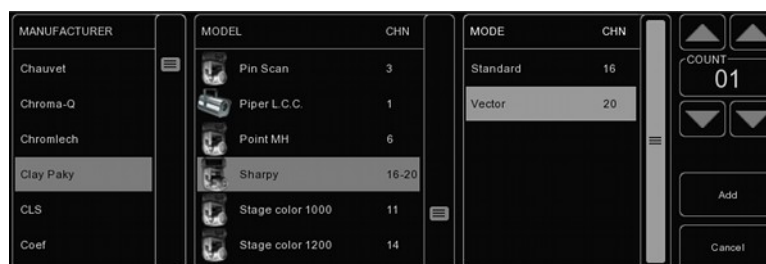 MANUFACTURER MODEL CHN MODE CHN
Chauvet Pin Scan 3 Standard 16 COUNT 01
Chroma-Q Piper L.C.C. 1 Vector 20
Chromlech Point MH 6
Clay Paky Sharpy 16-20
CLS Stage color 1000 11 Add
Coef Stage color 1200 14 Cancel